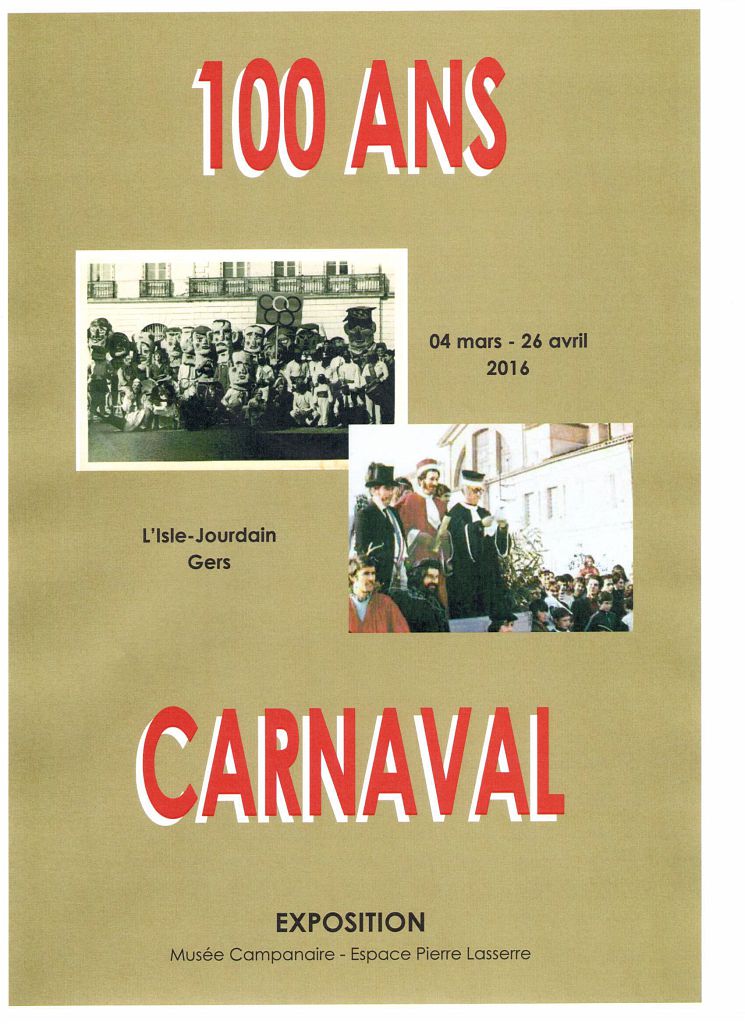 100 ANS
04 mars - 26 avril
2016
L'Isle-Jourdain
Gers
CARNAVAL
EXPOSITION
Musée Campanaire - Espace Pierre Lasserre